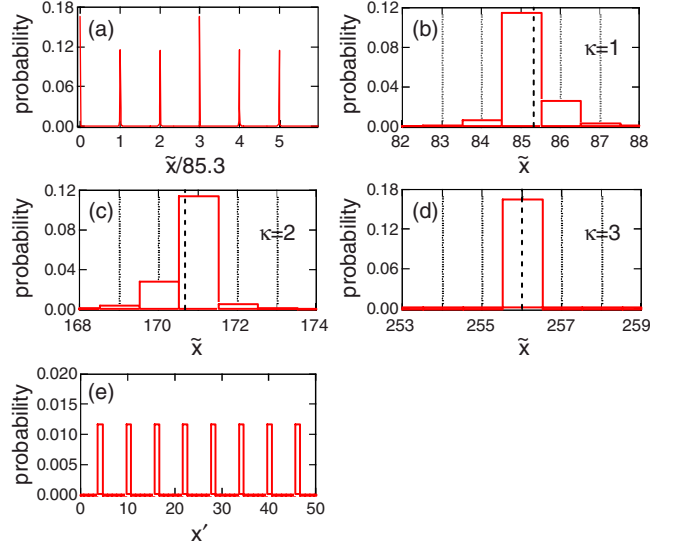 (a)
probability
0.18
0.12
0.06
0.00
0 1 2 3 4 5
x̃/85.3
(b)
κ=1
probability
0.12
0.08
0.04
0.00
82 83 84 85 86 87 88
x̃
(c)
κ=2
probability
0.12
0.08
0.04
0.00
168 170 172 174
x̃
(d)
κ=3
probability
0.18
0.12
0.06
0.00
253 255 257 259
x̃
(e)
probability
0.020
0.015
0.010
0.005
0.000
0 10 20 30 40 50
x′